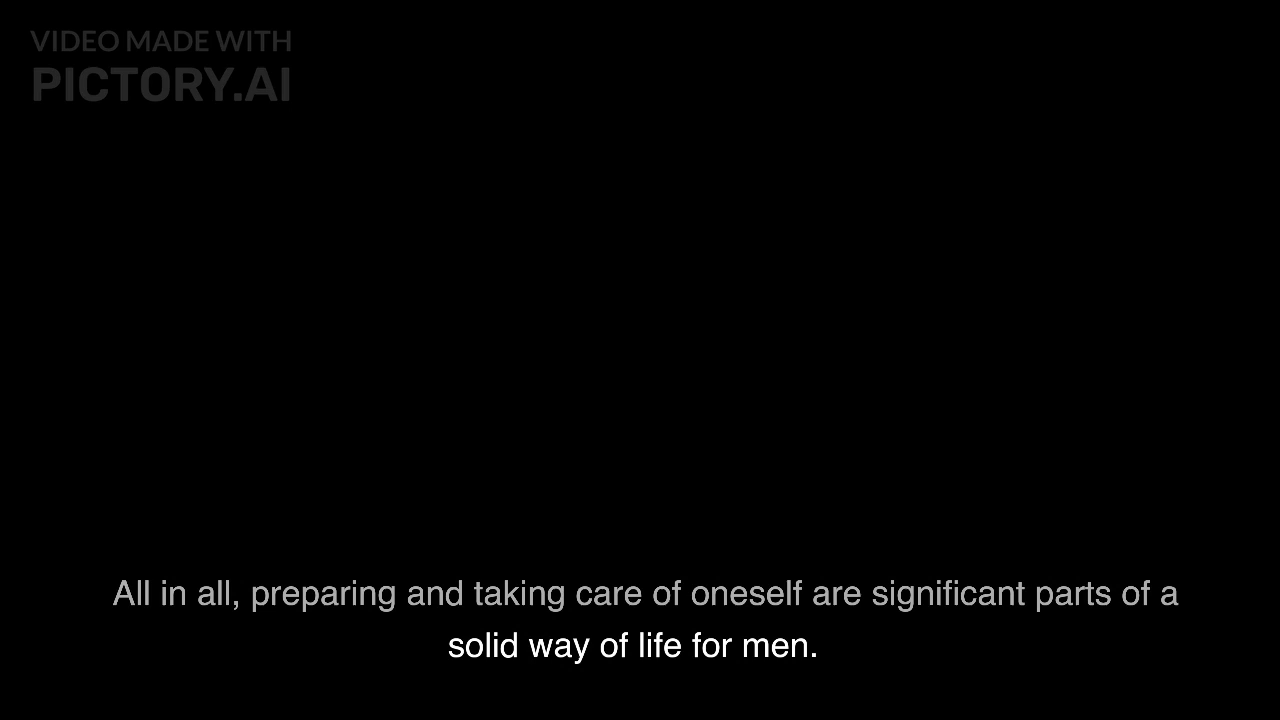 VIDEO MADE WITH
PICTORY.AI
All in all, preparing and taking care of oneself are significant parts of a
solid way of life for men.